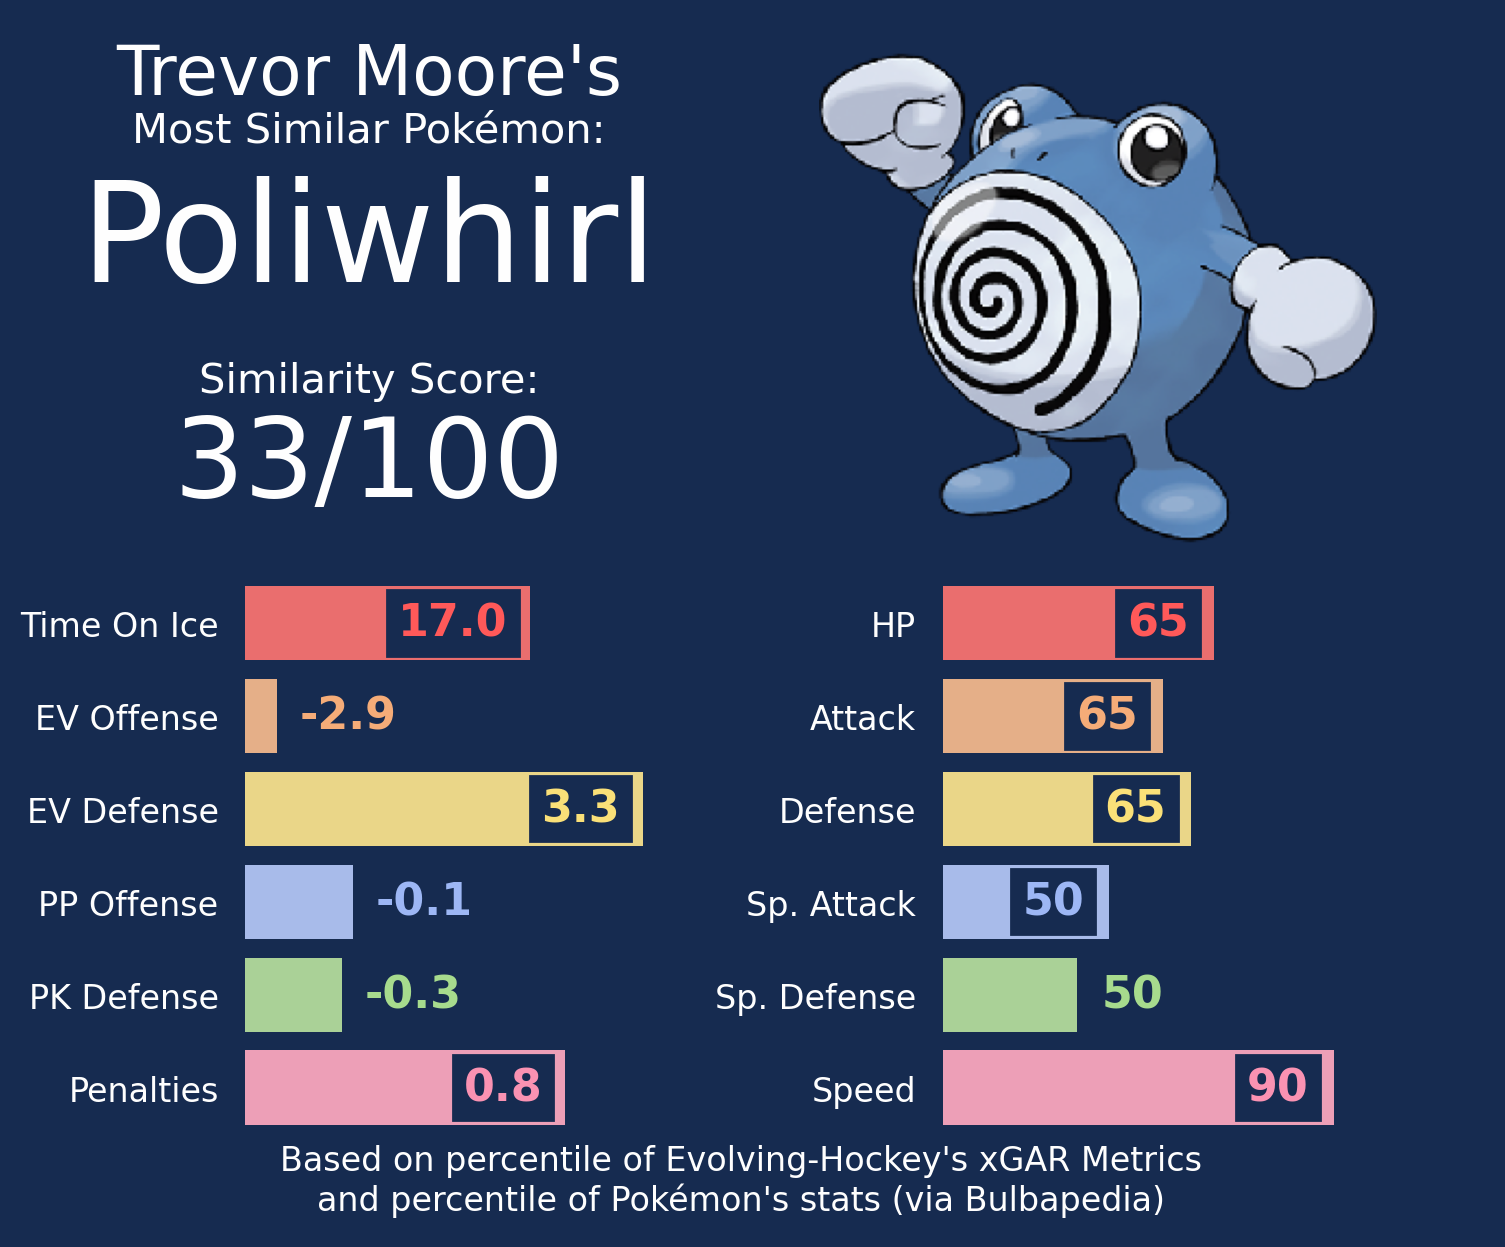 Trevor Moore's
Most Similar Pokémon:
Poliwhirl
Similarity Score:
33/100
Time On Ice 17.0
EV Offense -2.9
EV Defense 3.3
PP Offense -0.1
PK Defense -0.3
Penalties 0.8
HP 65
Attack 65
Defense 65
Sp. Attack 50
Sp. Defense 50
Speed 90
Based on percentile of Evolving-Hockey's xGAR Metrics
and percentile of Pokémon's stats (via Bulbapedia)